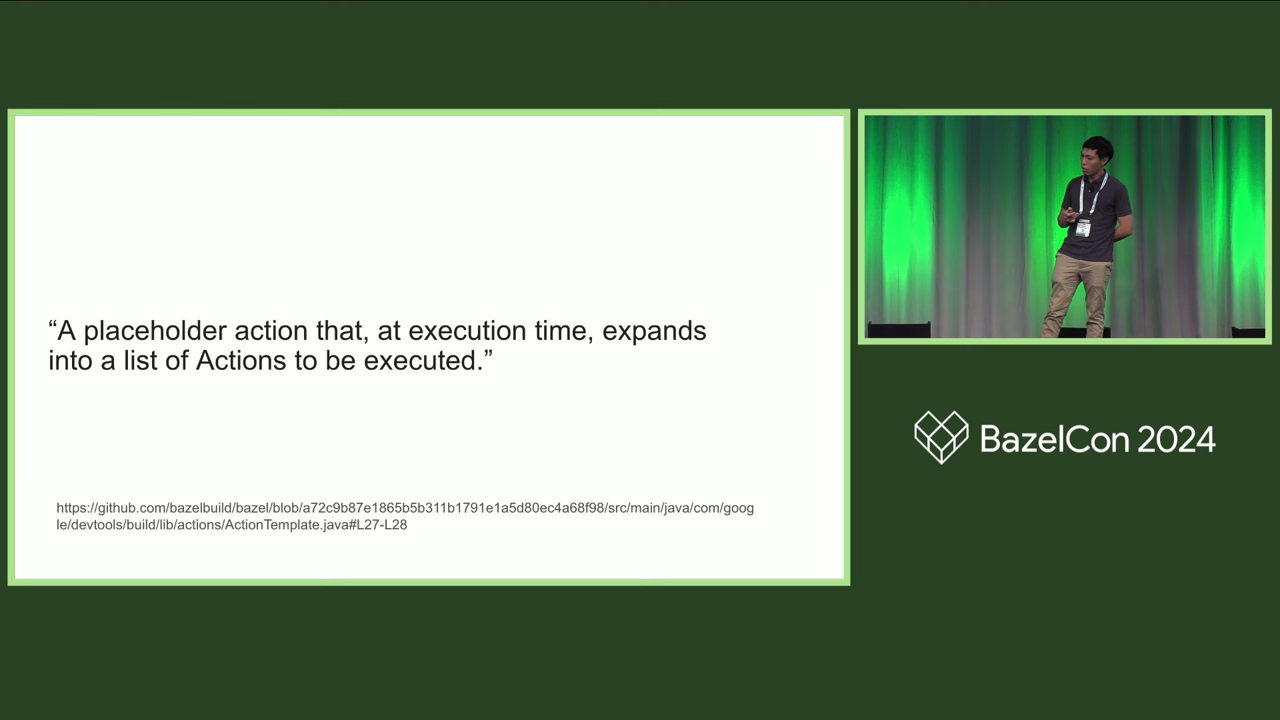 “A placeholder action that, at execution time, expands
into a list of Actions to be executed.”
https://github.com/bazelbuild/bazel/blob/a72c9b87e1865b5b311b1791e1a5d80ec4a68f98/src/main/java/com/goog
le/devtools/build/lib/actions/ActionTemplate.java#L27-L28
BazelCon 2024